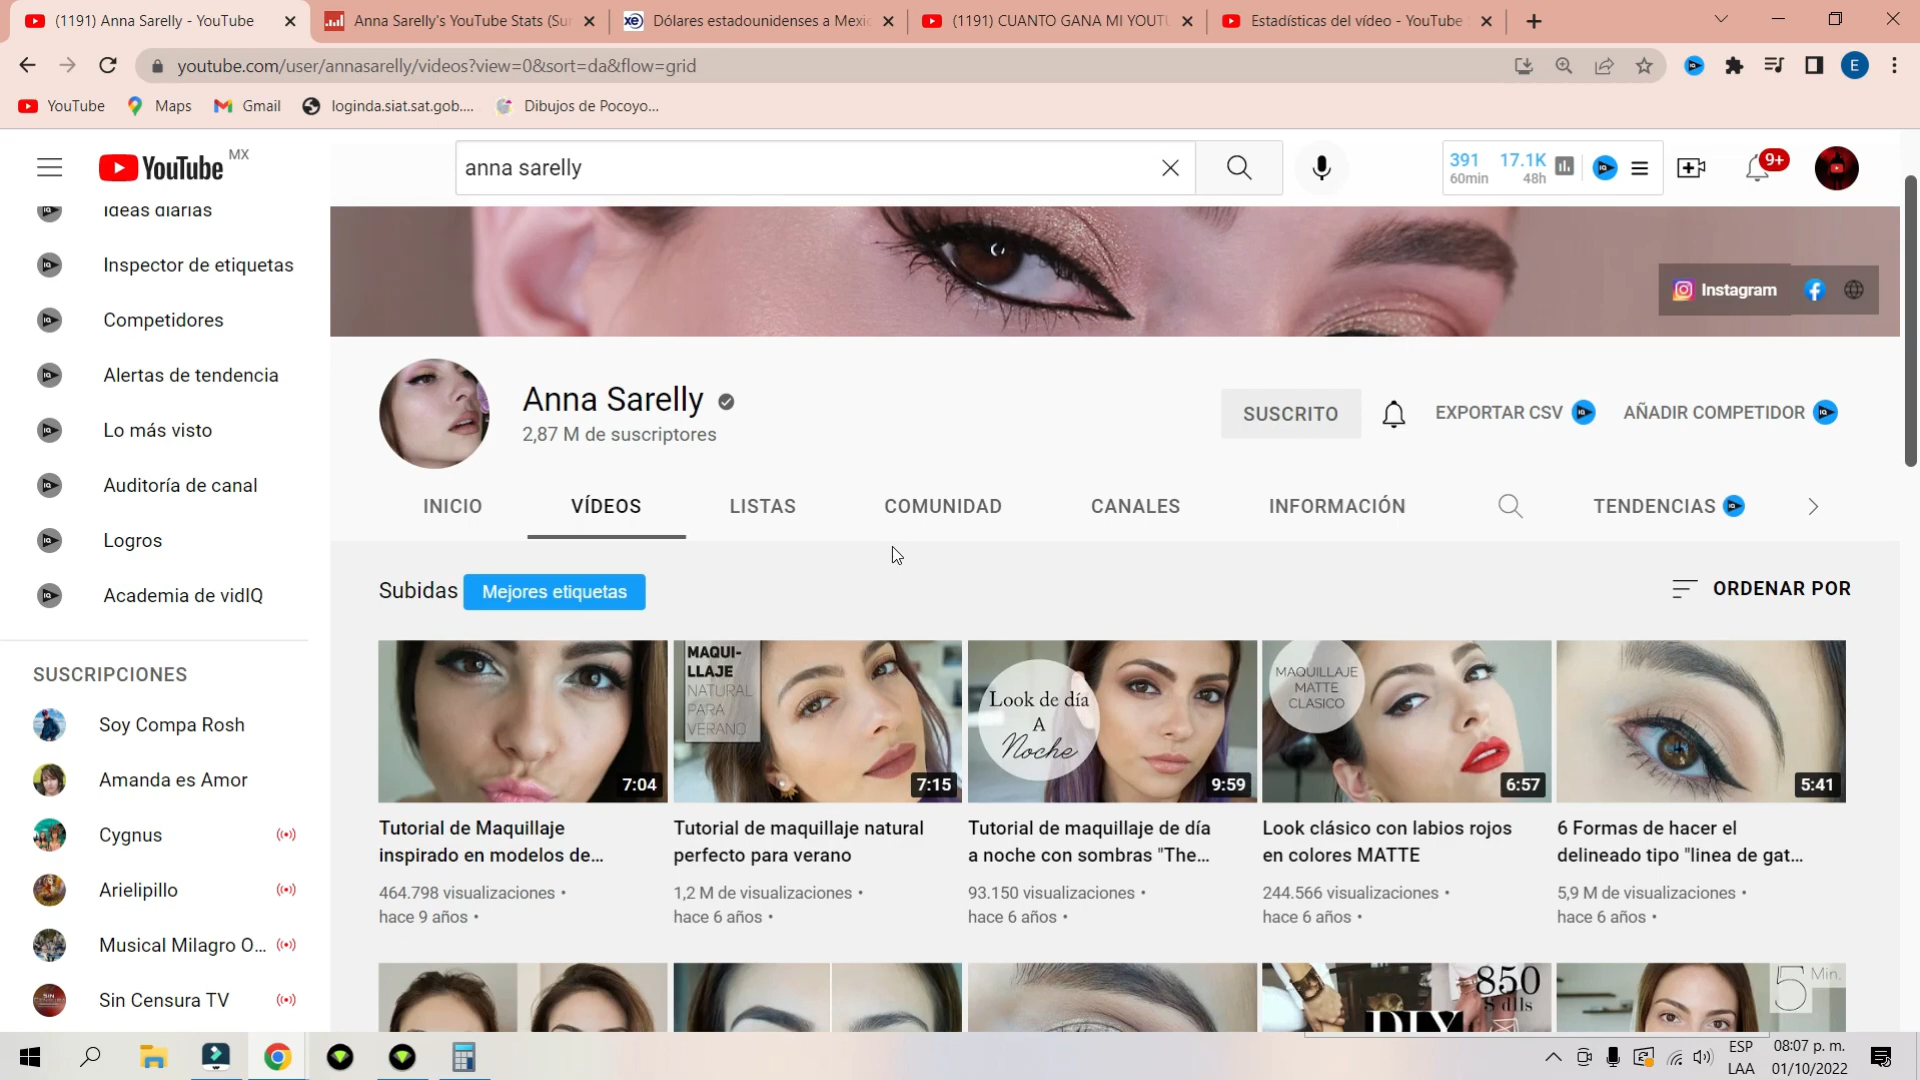 (1191) Anna Sarelly - YouTube
Anna Sarelly's YouTube Stats (Su
Dólares estadounidenses a Mexi
(1191) CUANTO GANA MI YOUT
Estadísticas del vídeo - YouTube
youtube.com/user/annasarelly/videos?view=0&sort=da&flow=grid
E
YouTube
Maps
Gmail
loginda.siat.sat.gob....
Dibujos de Pocoyo...
YouTube MX
anna sarelly
391 60min
17.1K 48h
9+
Ideas diarias
Inspector de etiquetas
Competidores
Alertas de tendencia
Lo más visto
Auditoría de canal
Logros
Academia de vidIQ
SUSCRIPCIONES
Soy Compa Rosh
Amanda es Amor
Cygnus
Arielipillo
Musical Milagro O...
Sin Censura TV
Instagram
Anna Sarelly
2,87 M de suscriptores
SUSCRITO
EXPORTAR CSV
AÑADIR COMPETIDOR
INICIO
VÍDEOS
LISTAS
COMUNIDAD
CANALES
INFORMACIÓN
TENDENCIAS
Subidas
Mejores etiquetas
ORDENAR POR
7:04
Tutorial de Maquillaje
inspirado en modelos de...
464.798 visualizaciones •
hace 9 años •
MAQUI-
LLAJE
NATURAL
PARA
VERANO
7:15
Tutorial de maquillaje natural
perfecto para verano
1,2 M de visualizaciones •
hace 6 años •
Look de día
A
Noche
9:59
Tutorial de maquillaje de día
a noche con sombras "The...
93.150 visualizaciones •
hace 6 años •
MAQUILLAJE
MATTE
CLASICO
6:57
Look clásico con labios rojos
en colores MATTE
244.566 visualizaciones •
hace 6 años •
5:41
6 Formas de hacer el
delineado tipo "linea de gat...
5,9 M de visualizaciones •
hace 6 años •
850
dlls
DIY
5 Min.
ESP
LAA
08:07 p. m.
01/10/2022